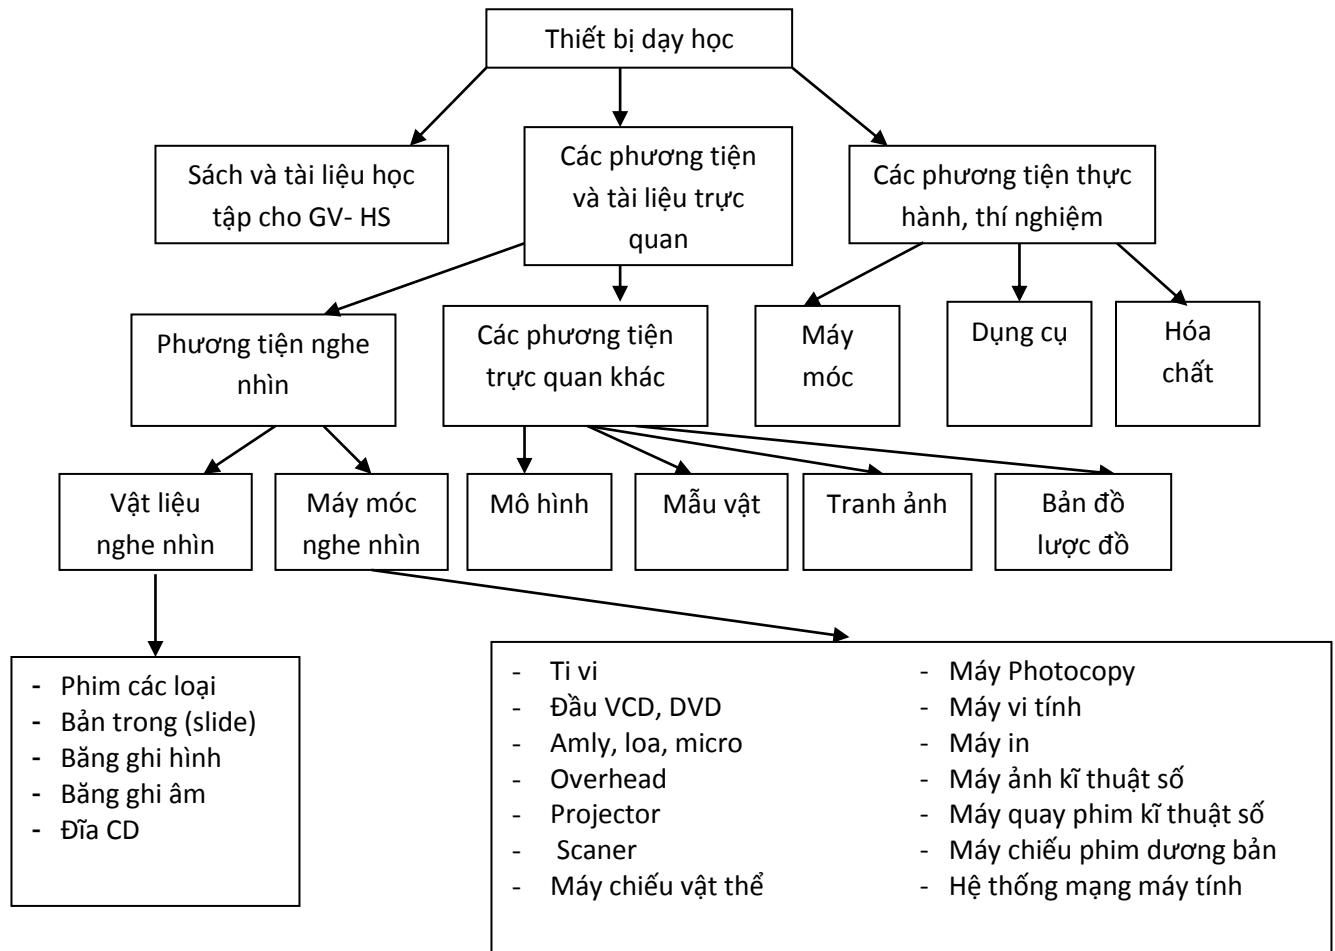 Thiết bị dạy học
Sách và tài liệu học
tập cho GV- HS
Các phương tiện
và tài liệu trực
quan
Các phương tiện thực
hành, thí nghiệm
Phương tiện nghe
nhìn
Các phương tiện
trực quan khác
Máy
móc
Dụng cụ
Hóa
chất
Vật liệu
nghe nhìn
Máy móc
nghe nhìn
Mô hình
Mẫu vật
Tranh ảnh
Bản đồ
lược đồ
- Phim các loại
- Bản trong (slide)
- Băng ghi hình
- Băng ghi âm
- Đĩa CD
- Ti vi
- Đầu VCD, DVD
- Amly, loa, micro
- Overhead
- Projector
- Scaner
- Máy chiếu vật thể
- Máy Photocopy
- Máy vi tính
- Máy in
- Máy ảnh kĩ thuật số
- Máy quay phim kĩ thuật số
- Máy chiếu phim dương bản
- Hệ thống mạng máy tính